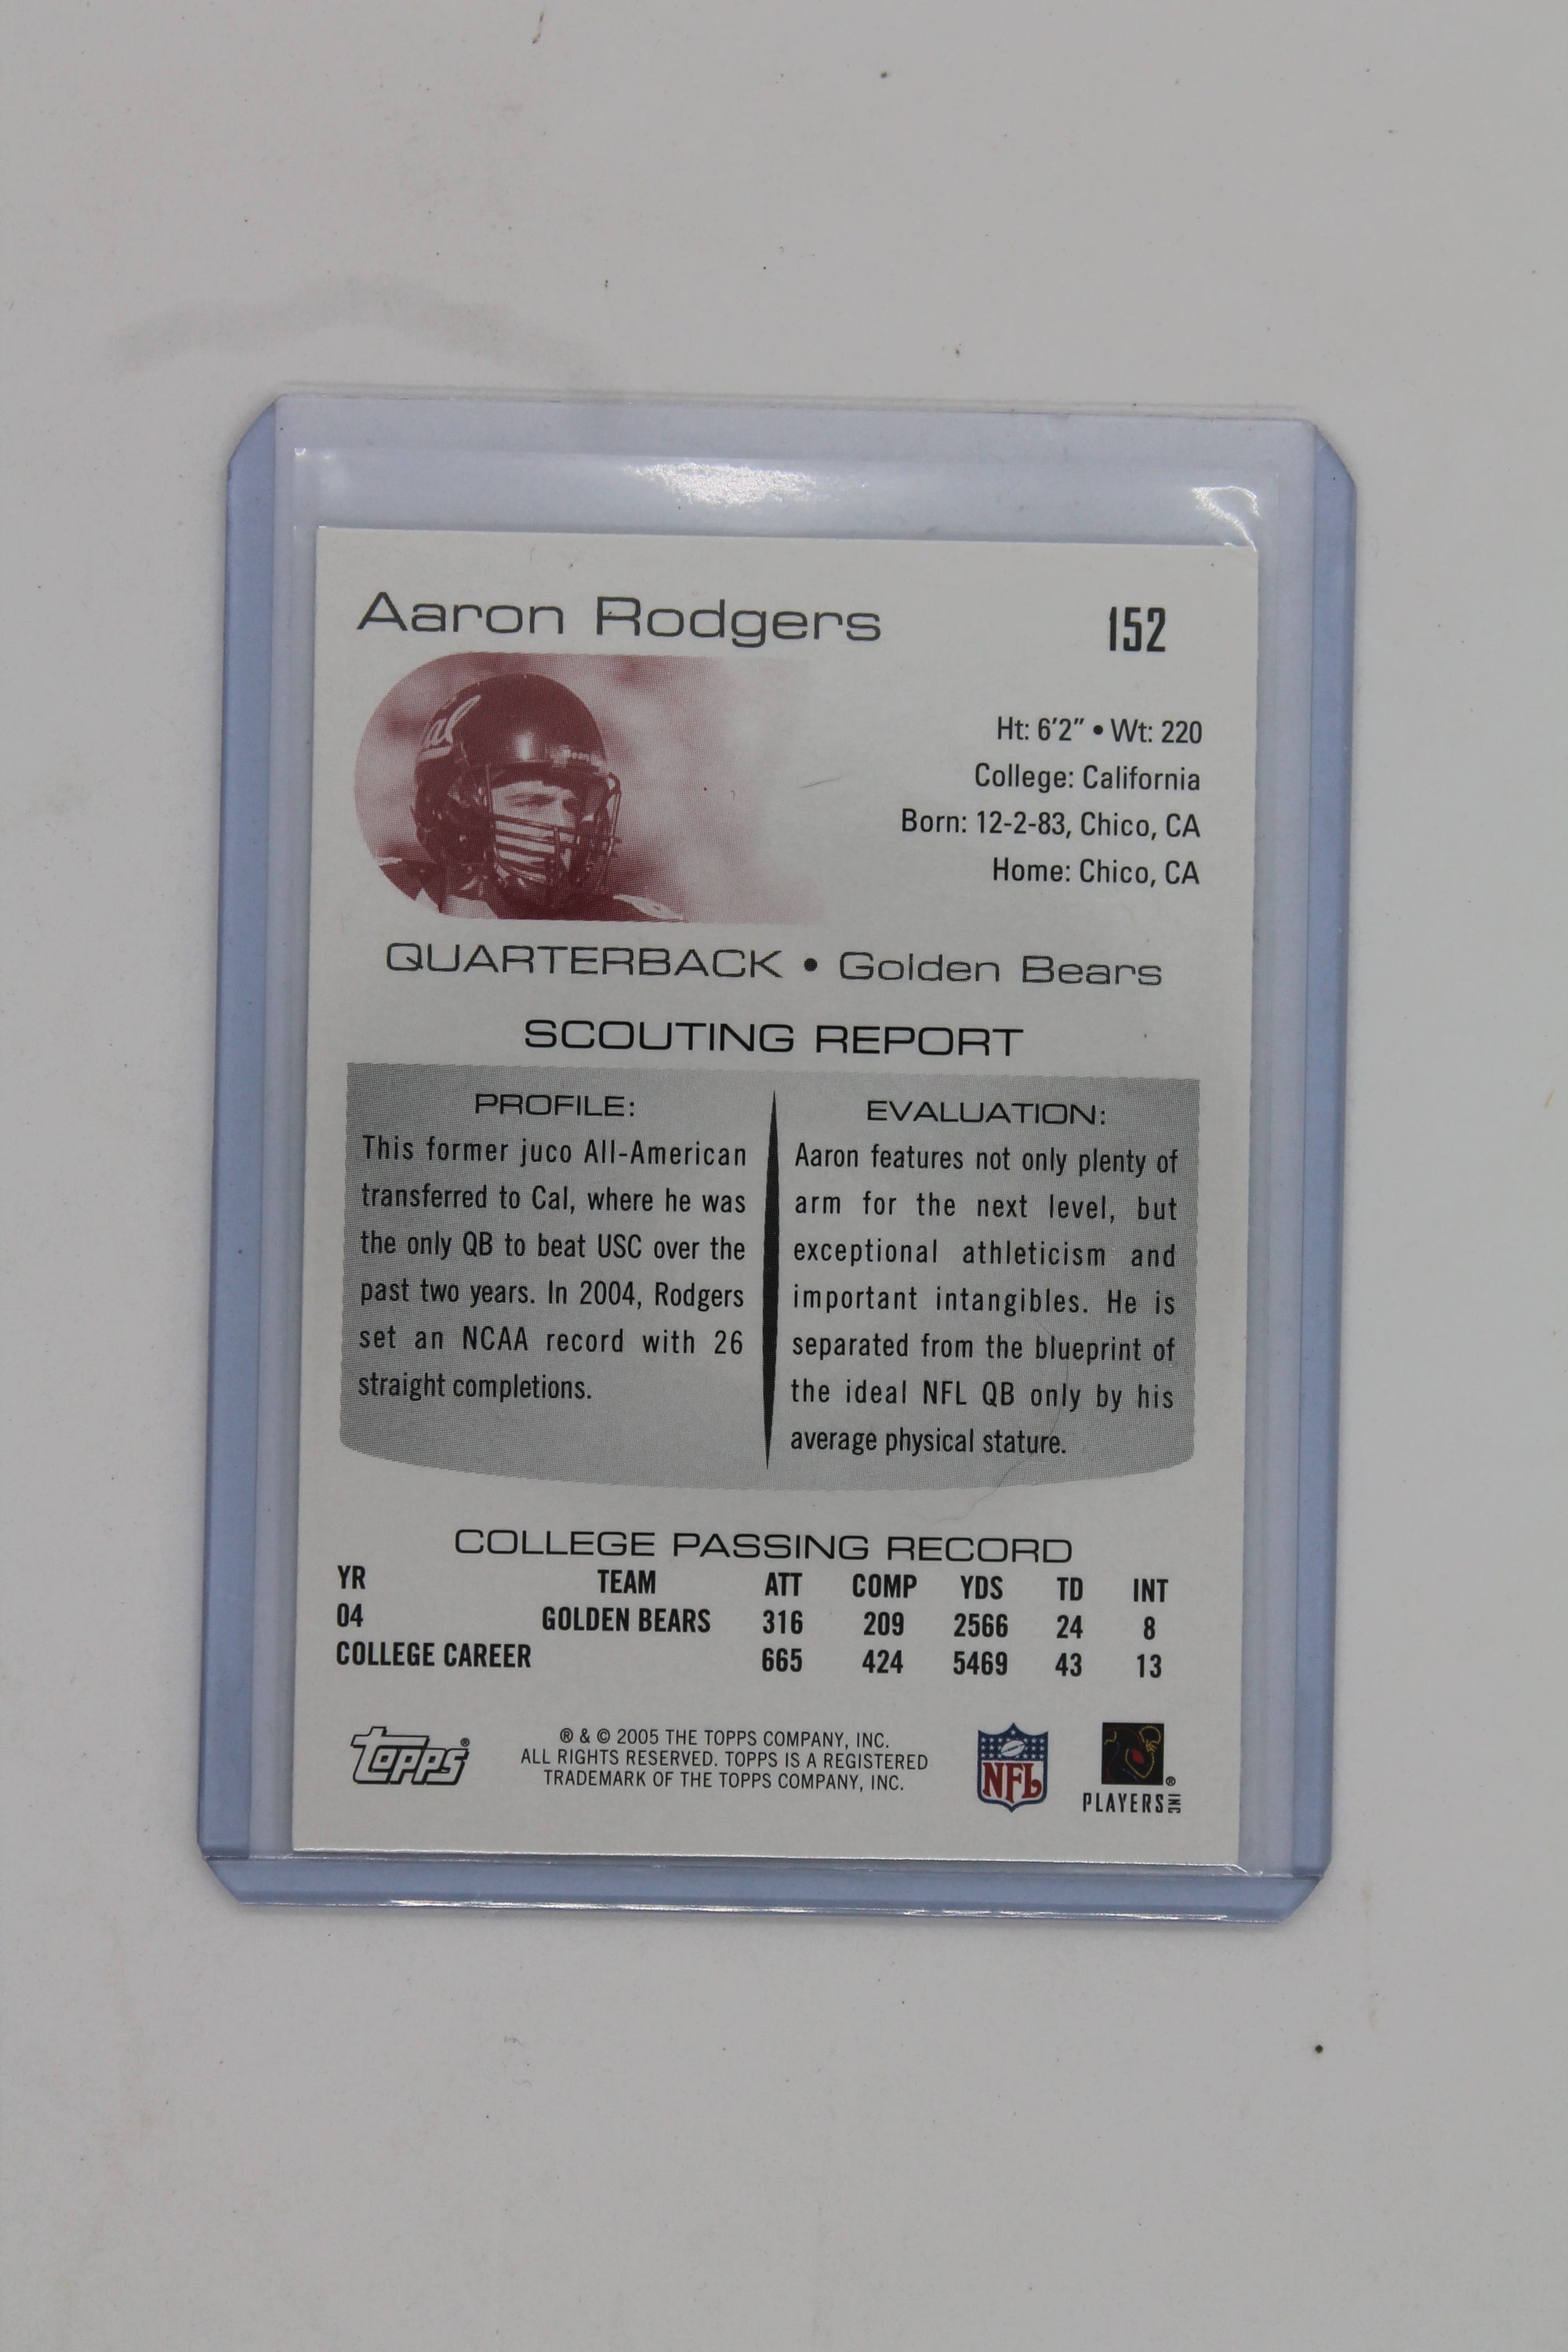 Aaron Rodgers
152
Cal
Bears
Ht: 6'2" • Wt: 220
College: California
Born: 12-2-83, Chico, CA
Home: Chico, CA
QUARTERBACK • Golden Bears
SCOUTING REPORT
PROFILE:
This former juco All-American
transferred to Cal, where he was
the only QB to beat USC over the
past two years. In 2004, Rodgers
set an NCAA record with 26
straight completions.
EVALUATION:
Aaron features not only plenty of
arm for the next level, but
exceptional athleticism and
important intangibles. He is
separated from the blueprint of
the ideal NFL QB only by his
average physical stature.
COLLEGE PASSING RECORD
YR TEAM ATT COMP YDS TD INT
04 GOLDEN BEARS 316 209 2566 24 8
COLLEGE CAREER 665 424 5469 43 13
Topps®
® & © 2005 THE TOPPS COMPANY, INC.
ALL RIGHTS RESERVED. TOPPS IS A REGISTERED
TRADEMARK OF THE TOPPS COMPANY, INC.
NFL
®
PLAYERS INC